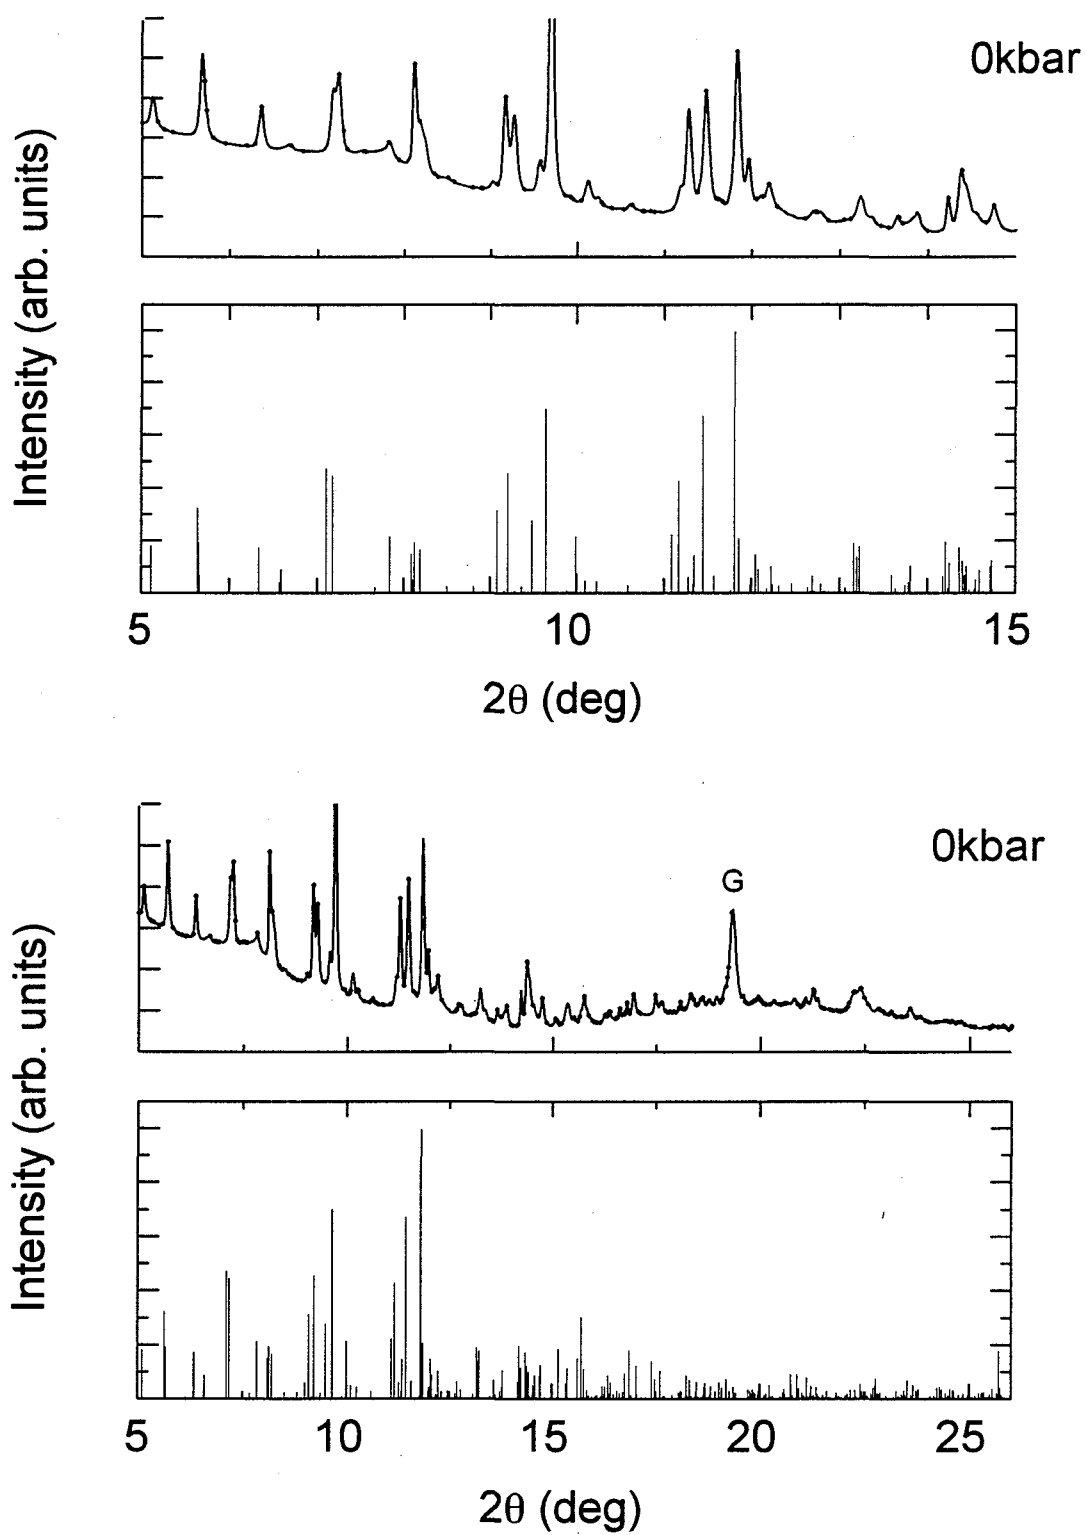 0kbar
Intensity (arb. units)
5 10 15
2θ (deg)
0kbar
G
Intensity (arb. units)
5 10 15 20 25
2θ (deg)